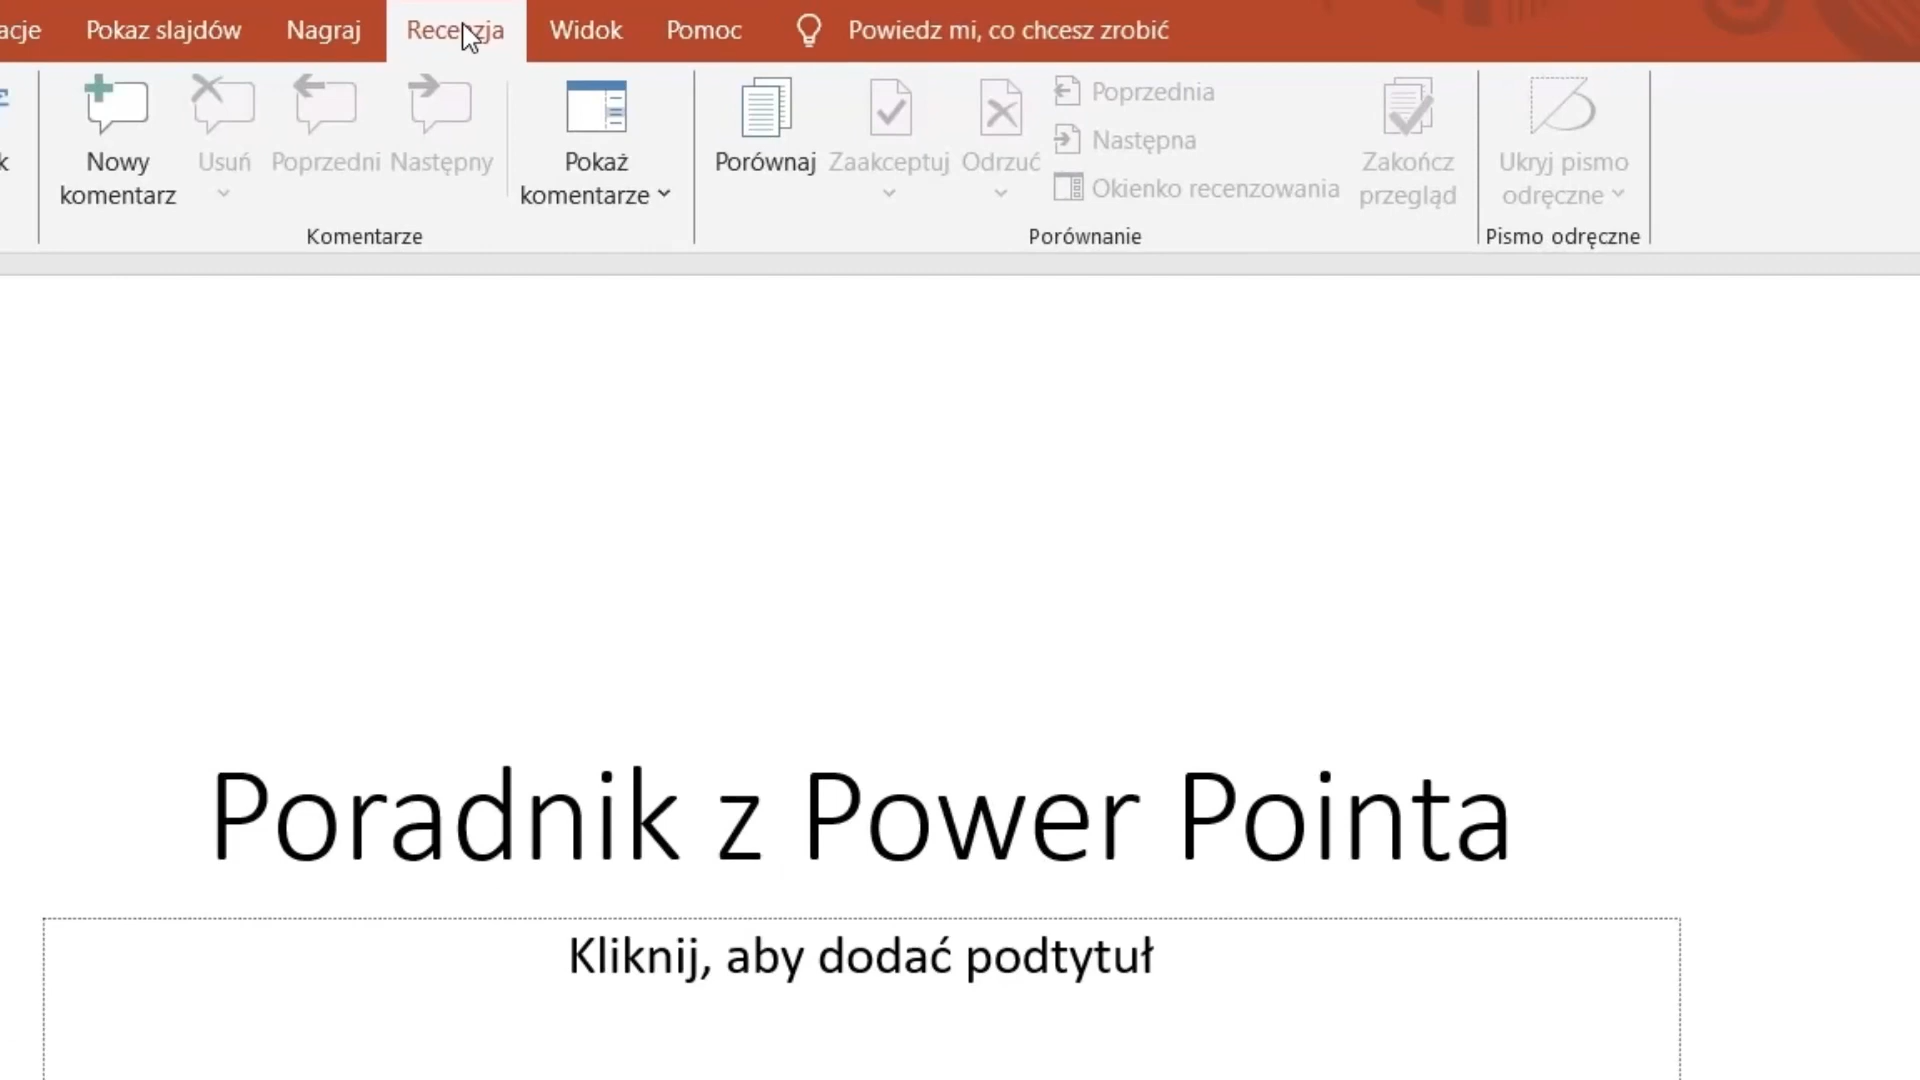 acje Pokaz slajdów Nagraj Recenzja Widok Pomoc Powiedz mi, co chcesz zrobić
k
Nowy komentarz
Usuń
Poprzedni
Następny
Pokaż komentarze
Komentarze
Porównaj
Zaakceptuj
Odrzuć
Poprzednia
Następna
Okienko recenzowania
Zakończ przegląd
Porównanie
Ukryj pismo odręczne
Pismo odręczne
Poradnik z Power Pointa
Kliknij, aby dodać podtytuł